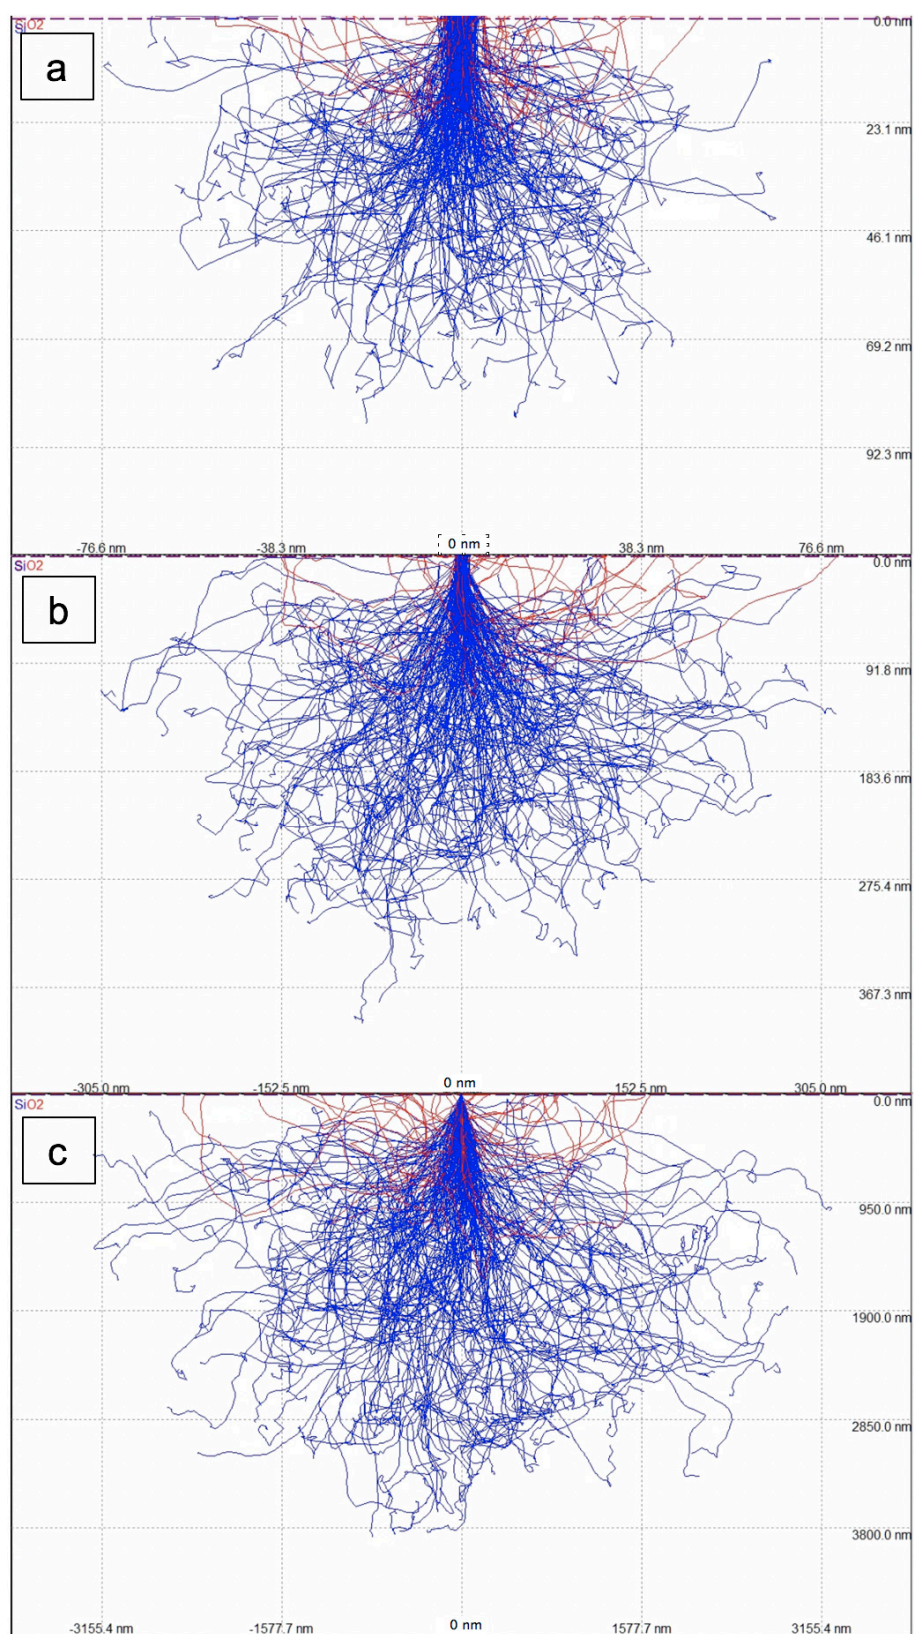 SiO2
0.0 nm
a
23.1 nm
46.1 nm
69.2 nm
92.3 nm
-76.6 nm -38.3 nm 0 nm 38.3 nm 76.6 nm
SiO2
0.0 nm
b
91.8 nm
183.6 nm
275.4 nm
367.3 nm
-305.0 nm -152.5 nm 0 nm 152.5 nm 305.0 nm
SiO2
0.0 nm
c
950.0 nm
1900.0 nm
2850.0 nm
3800.0 nm
-3155.4 nm -1577.7 nm 0 nm 1577.7 nm 3155.4 nm